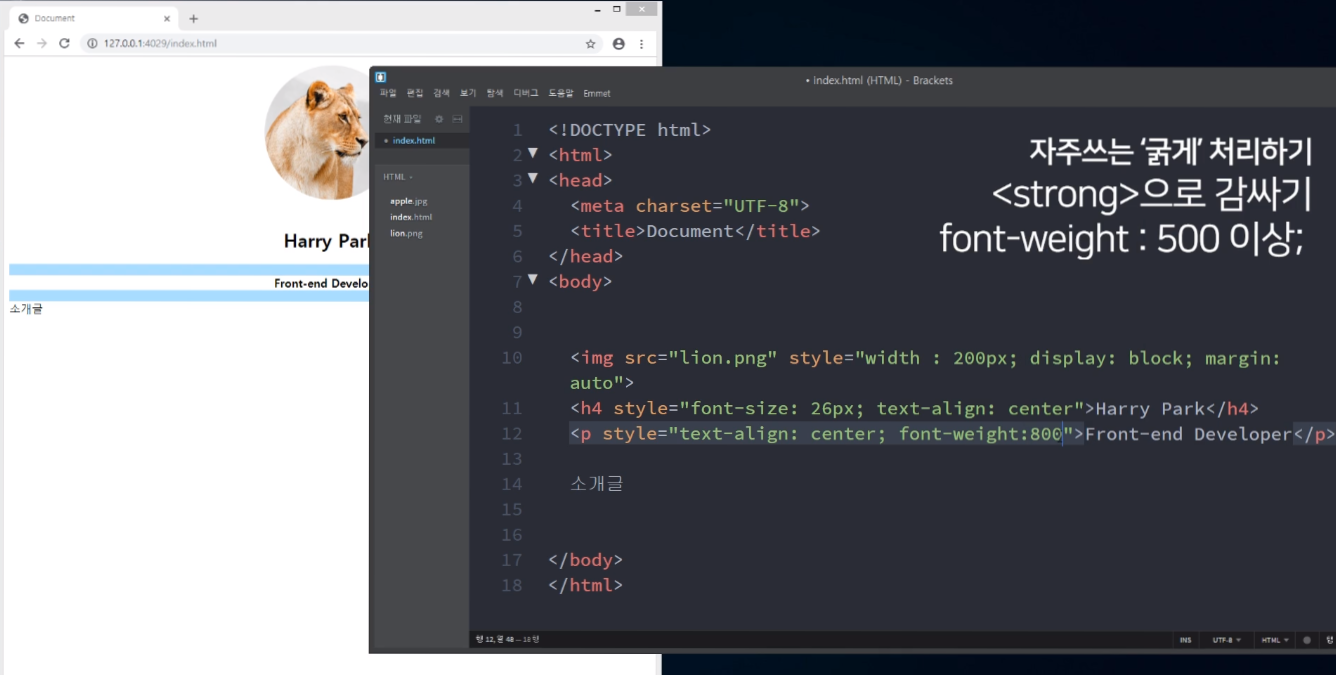 Document
127.0.0.1:4029/index.html
Harry Parl
Front-end Develo
소개글
• index.html (HTML) - Brackets
파일 편집 검색 보기 탐색 디버그 도움말 Emmet
현재 파일
• index.html
HTML
apple.jpg
index.html
lion.png
1 <!DOCTYPE html>
2 <html>
3 <head>
4 <meta charset="UTF-8">
5 <title>Document</title>
6 </head>
7 <body>
8
9
10 <img src="lion.png" style="width : 200px; display: block; margin:
auto">
11 <h4 style="font-size: 26px; text-align: center">Harry Park</h4>
12 <p style="text-align: center; font-weight:800">Front-end Developer</p>
13
14 소개글
15
16
17 </body>
18 </html>
자주쓰는 ‘굵게’ 처리하기
<strong>으로 감싸기
font-weight : 500 이상;
행 12, 열 48 — 18 행
INS UTF-8 HTML